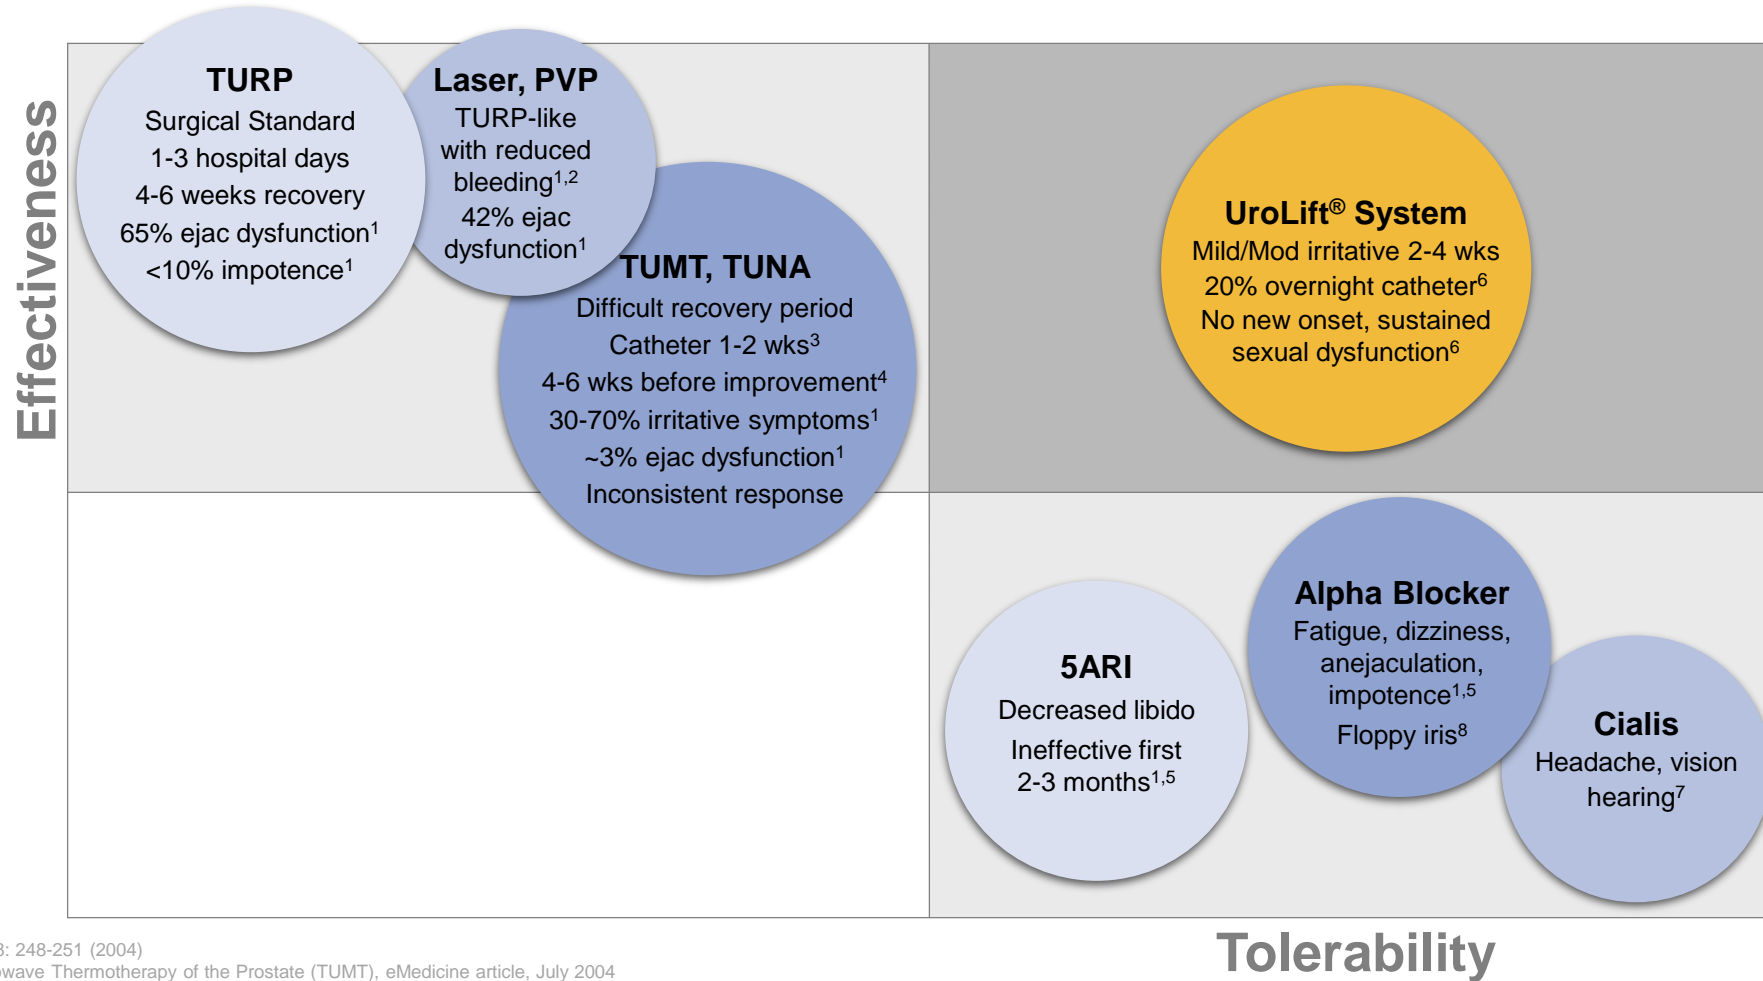 Effectiveness
TURP
Surgical Standard
1-3 hospital days
4-6 weeks recovery
65% ejac dysfunction1
<10% impotence1
Laser, PVP
TURP-like
with reduced
bleeding1,2
42% ejac
dysfunction1
TUMT, TUNA
Difficult recovery period
Catheter 1-2 wks3
4-6 wks before improvement4
30-70% irritative symptoms1
~3% ejac dysfunction1
Inconsistent response
UroLift® System
Mild/Mod irritative 2-4 wks
20% overnight catheter6
No new onset, sustained
sexual dysfunction6
5ARI
Decreased libido
Ineffective first
2-3 months1,5
Alpha Blocker
Fatigue, dizziness,
anejaculation,
impotence1,5
Floppy iris8
Cialis
Headache, vision
hearing7
Tolerability
: 248-251 (2004)
wave Thermotherapy of the Prostate (TUMT), eMedicine article, July 2004